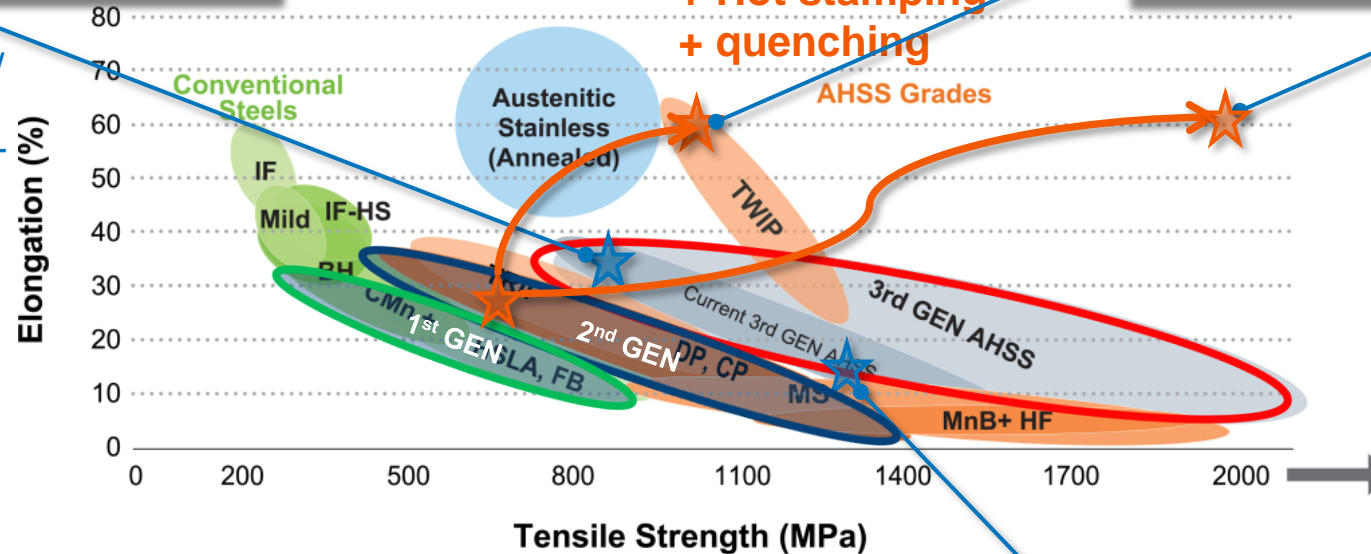 + Hot stamping
+ quenching
80
70
60
50
40
30
20
10
0
Elongation (%)
Conventional
Steels
IF
Mild
IF-HS
BH
Austenitic
Stainless
(Annealed)
AHSS Grades
TWIP
CMn
1st GEN
HSLA, FB
2nd GEN
DP, CP
MS
Current 3rd GEN AHSS
3rd GEN AHSS
MnB+ HF
0 200 500 800 1100 1400 1700 2000
Tensile Strength (MPa)